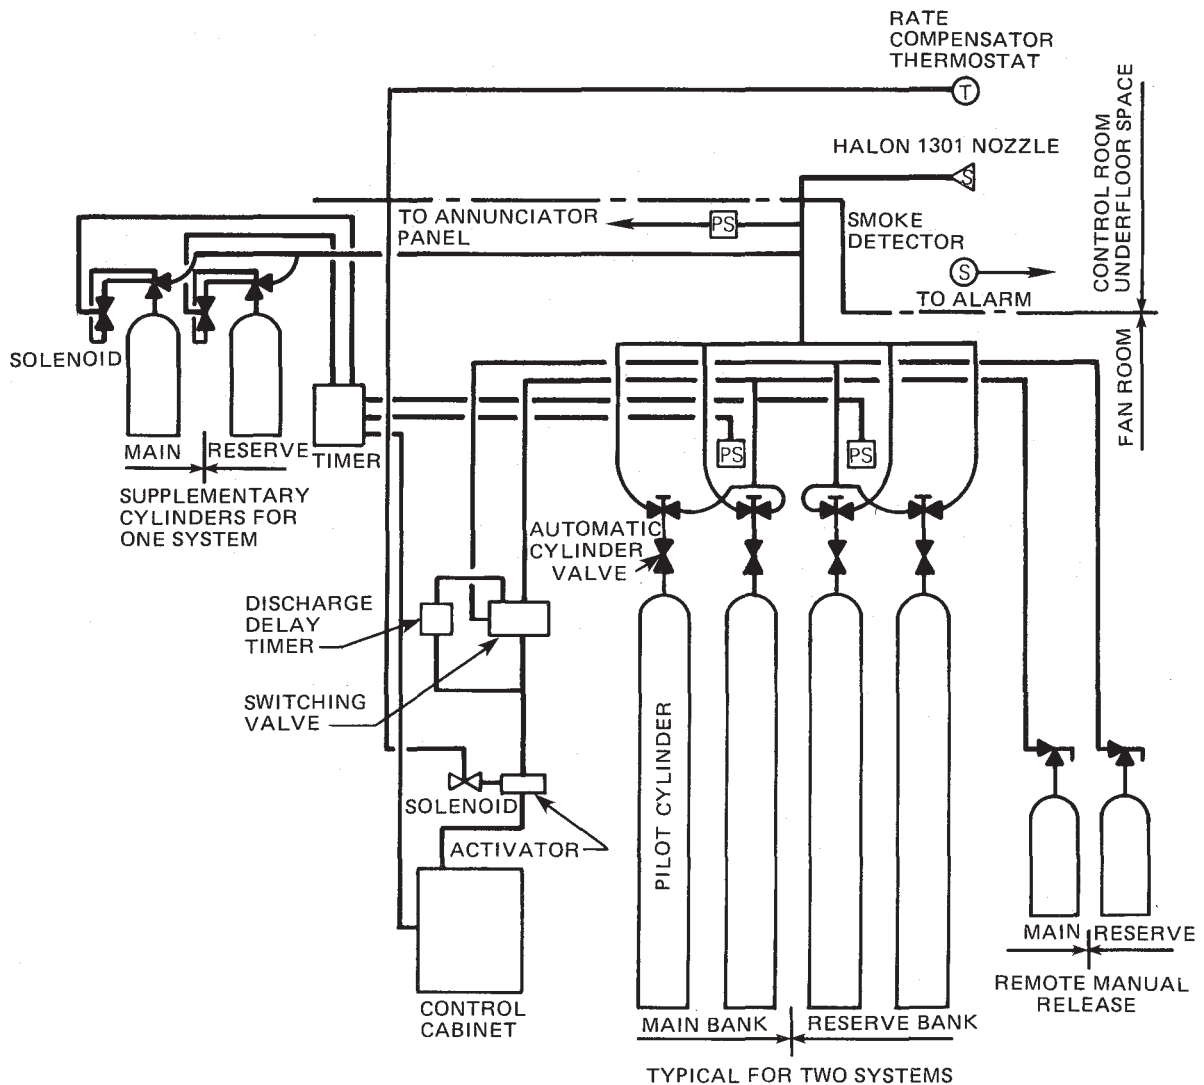 RATE
COMPENSATOR
THERMOSTAT
T
HALON 1301 NOZZLE
S
CONTROL ROOM
UNDERFLOOR SPACE
TO ANNUNCIATOR
PANEL
PS
SMOKE
DETECTOR
S
TO ALARM
FAN ROOM
SOLENOID
MAIN
RESERVE
TIMER
SUPPLEMENTARY
CYLINDERS FOR
ONE SYSTEM
PS
PS
AUTOMATIC
CYLINDER
VALVE
DISCHARGE
DELAY
TIMER
SWITCHING
VALVE
SOLENOID
ACTIVATOR
PILOT CYLINDER
CONTROL
CABINET
MAIN
RESERVE
REMOTE MANUAL
RELEASE
MAIN BANK
RESERVE BANK
TYPICAL FOR TWO SYSTEMS